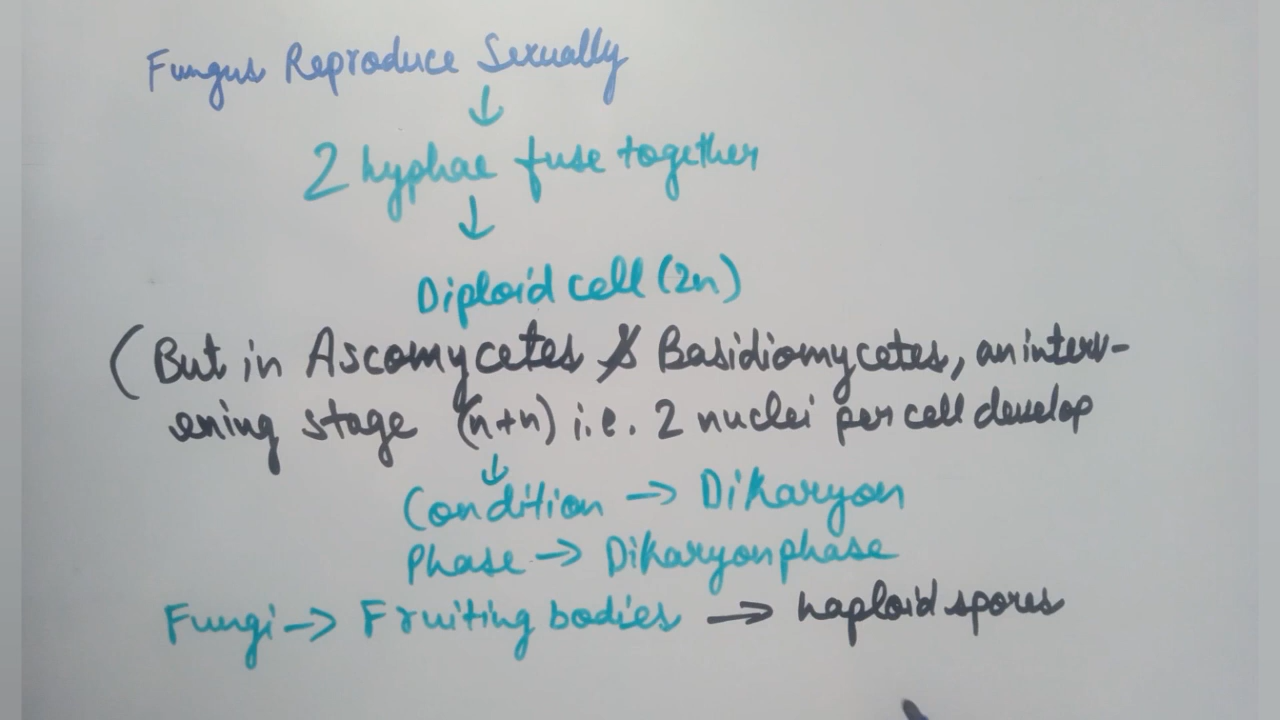 Fungus Reproduce Sexually
↓
2 hyphae fuse together
↓
Diploid cell (2n)
(But in Ascomycetes & Basidiomycetes, an interv-
ening stage (n+n) i.e. 2 nuclei per cell develop
↓
Condition → Dikaryon
Phase → Dikaryonphase
Fungi → Fruiting bodies → haploid spores